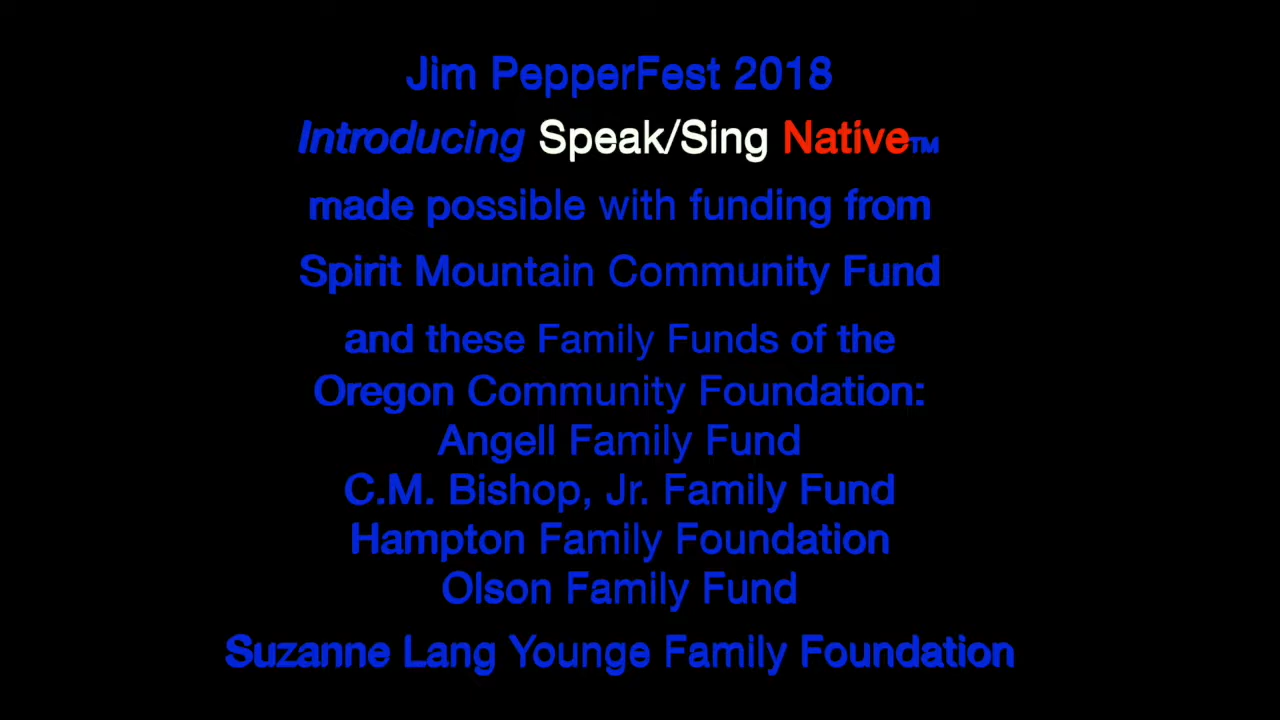 Jim PepperFest 2018
Introducing Speak/Sing Native™
made possible with funding from
Spirit Mountain Community Fund
and these Family Funds of the
Oregon Community Foundation:
Angell Family Fund
C.M. Bishop, Jr. Family Fund
Hampton Family Foundation
Olson Family Fund
Suzanne Lang Younge Family Foundation